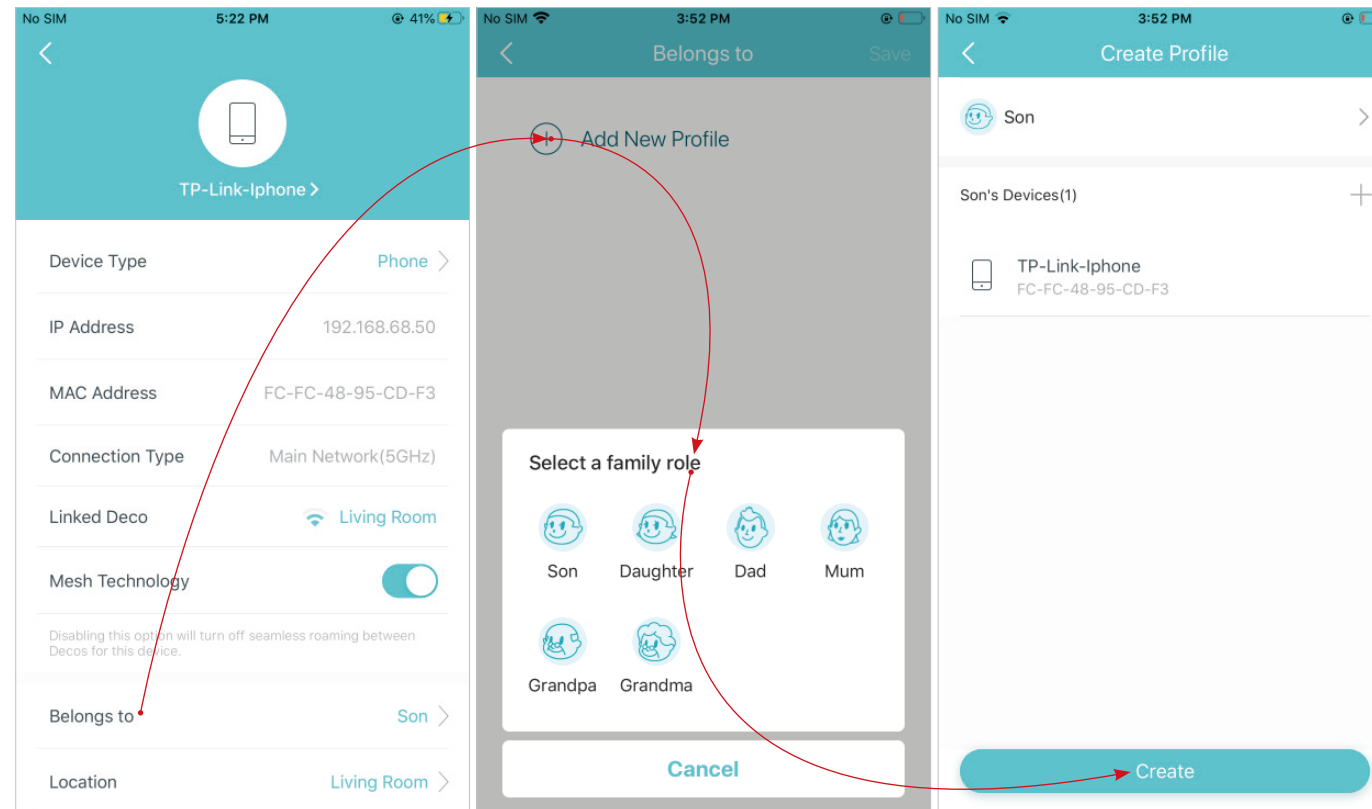 No SIM
5:22 PM
41%
TP-Link-Iphone
Device Type
Phone
IP Address
192.168.68.50
MAC Address
FC-FC-48-95-CD-F3
Connection Type
Main Network(5GHz)
Linked Deco
Living Room
Mesh Technology
Disabling this option will turn off seamless roaming between
Decos for this device.
Belongs to
Son
Location
Living Room
No SIM
3:52 PM
Belongs to
Save
Add New Profile
Select a family role
Son
Daughter
Dad
Mum
Grandpa
Grandma
Cancel
No SIM
3:52 PM
Create Profile
Son
Son's Devices(1)
TP-Link-Iphone
FC-FC-48-95-CD-F3
Create